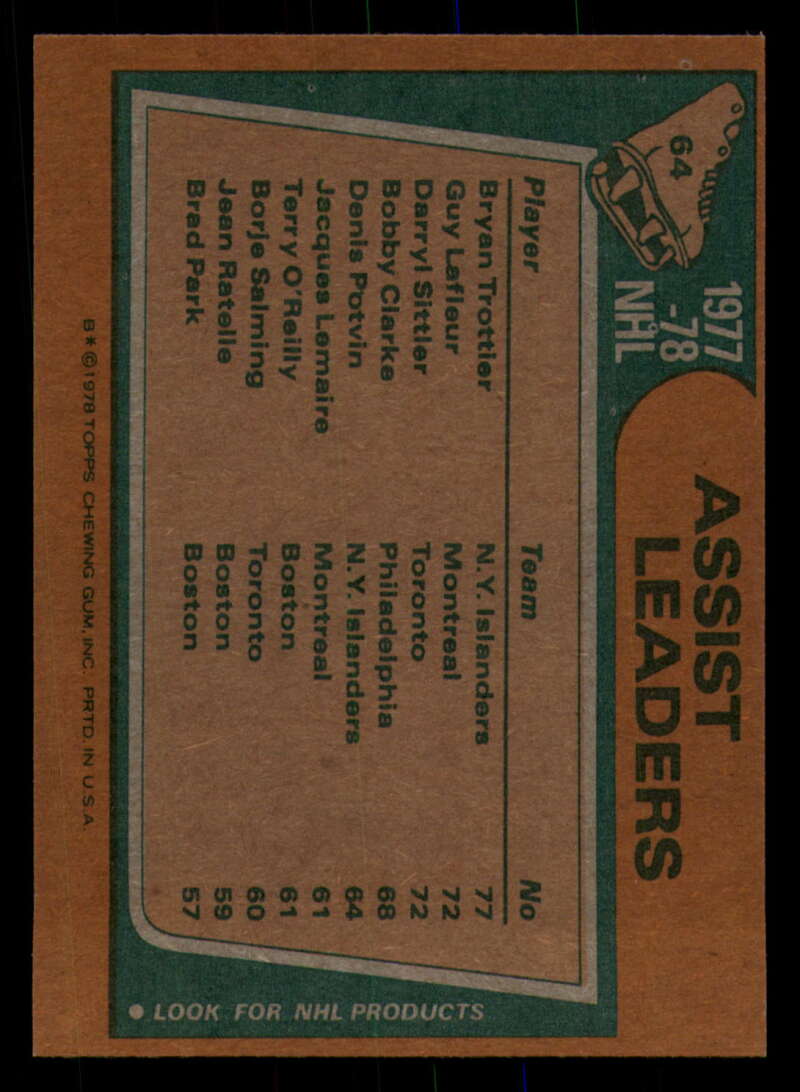 64
1977
-78
NHL
ASSIST
LEADERS
Player Team No
Bryan Trottier N.Y. Islanders 77
Guy Lafleur Montreal 72
Darryl Sittler Toronto 72
Bobby Clarke Philadelphia 68
Denis Potvin N.Y. Islanders 64
Jacques Lemaire Montreal 61
Terry O'Reilly Boston 61
Borje Salming Toronto 60
Jean Ratelle Boston 59
Brad Park Boston 57
● LOOK FOR NHL PRODUCTS
B * © 1978 TOPPS CHEWING GUM, INC. PRTD. IN U.S.A.